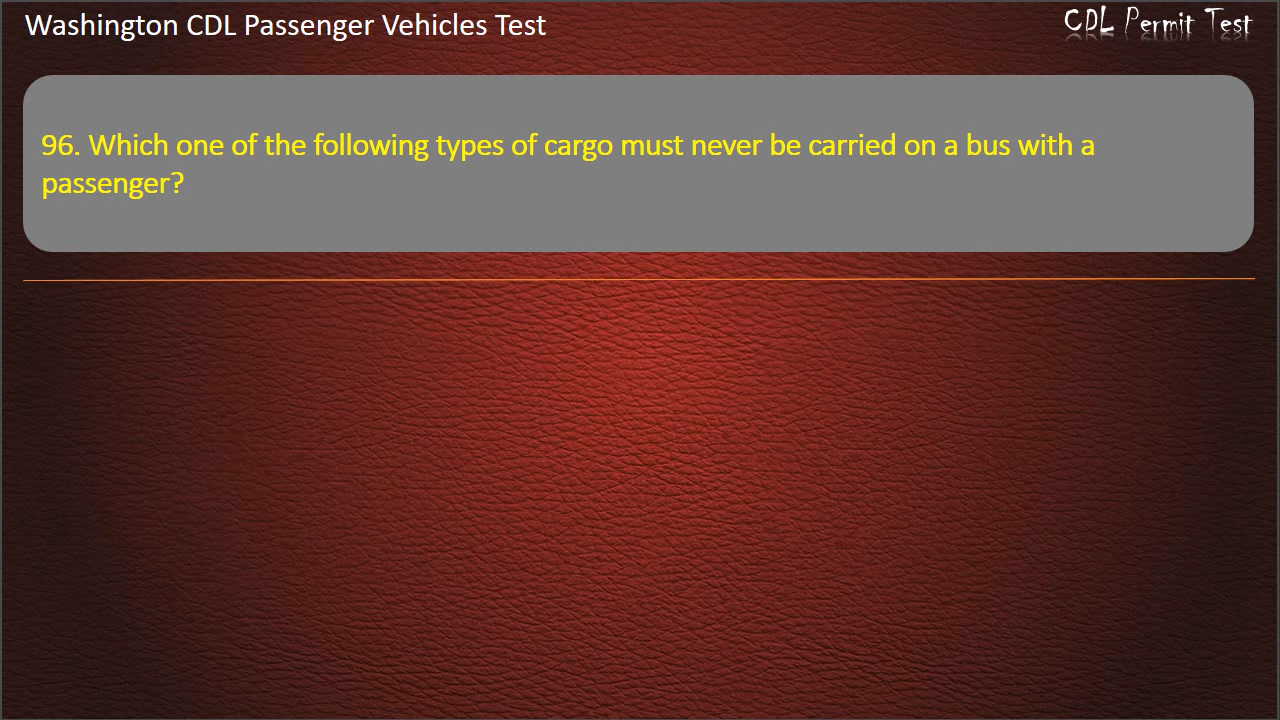 Washington CDL Passenger Vehicles Test
CDL Permit Test
96. Which one of the following types of cargo must never be carried on a bus with a
passenger?